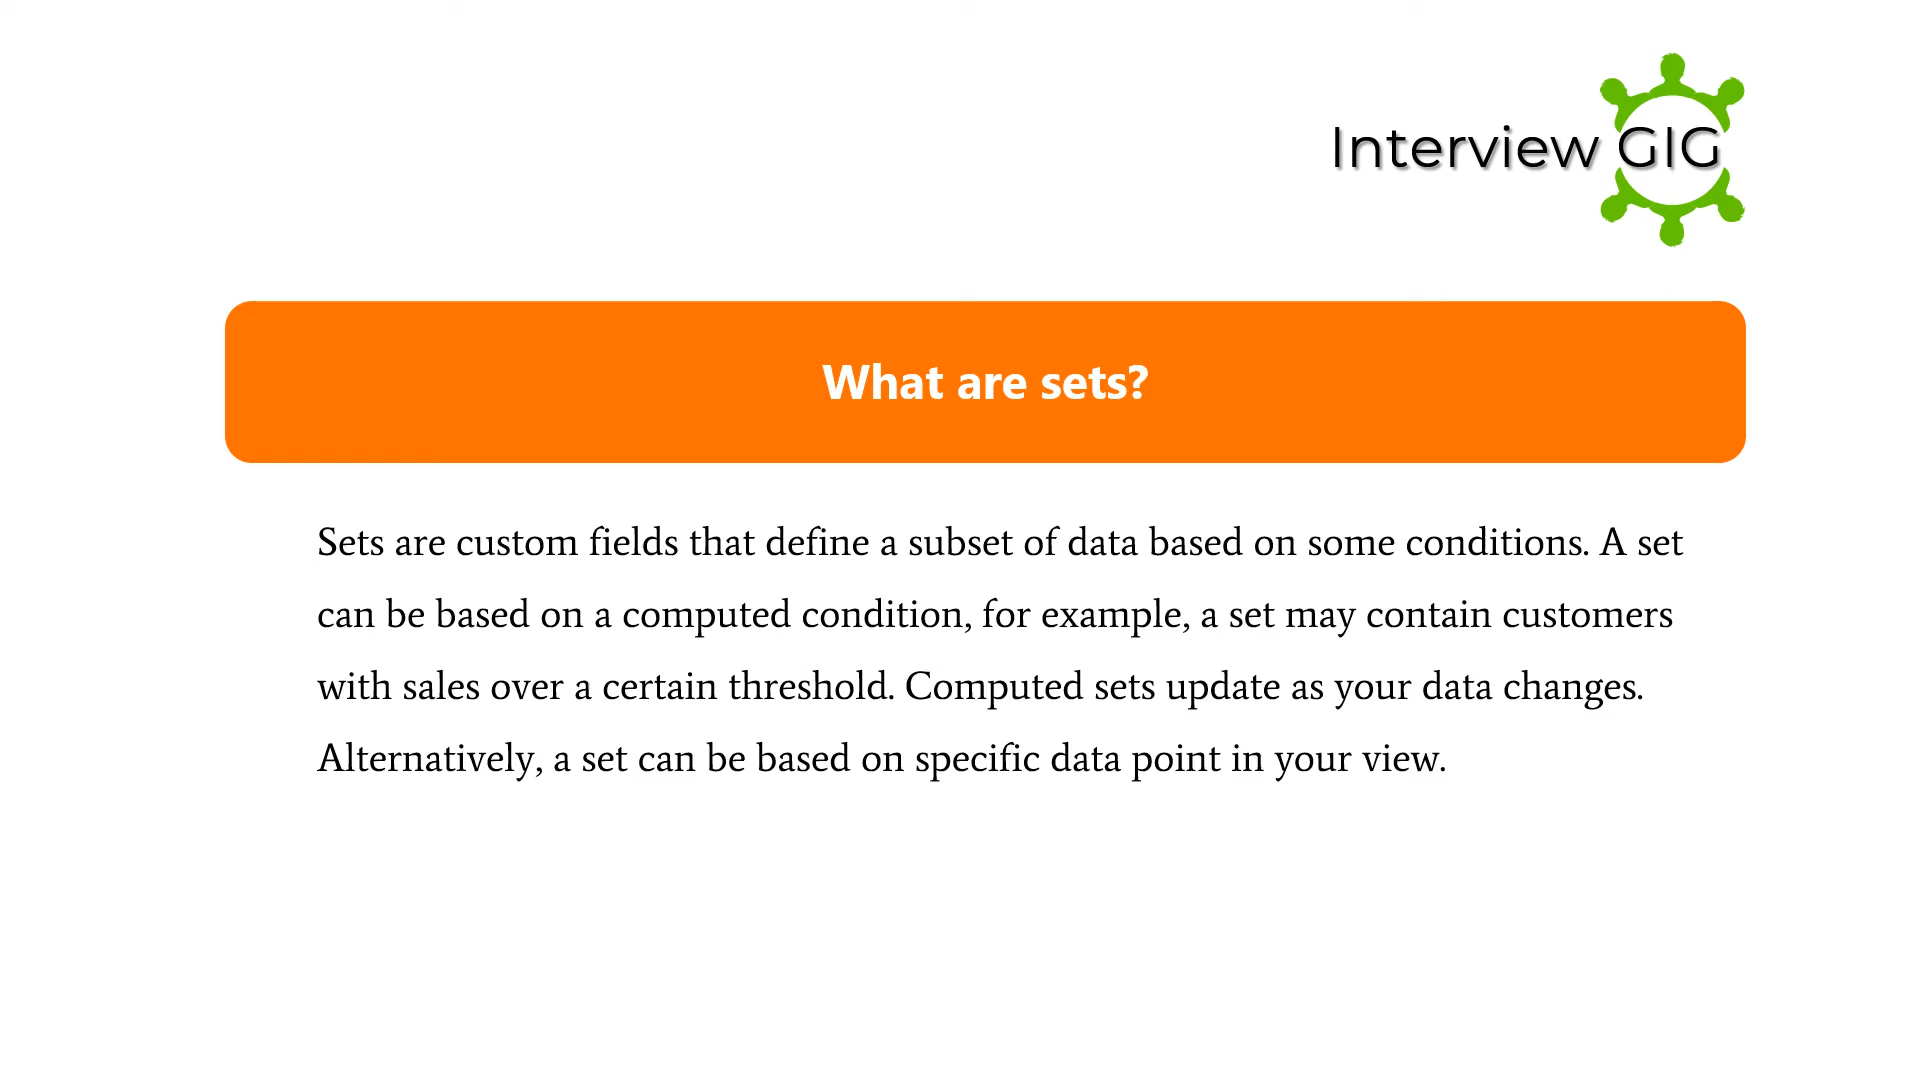 Interview GIG
What are sets?
Sets are custom fields that define a subset of data based on some conditions. A set
can be based on a computed condition, for example, a set may contain customers
with sales over a certain threshold. Computed sets update as your data changes.
Alternatively, a set can be based on specific data point in your view.